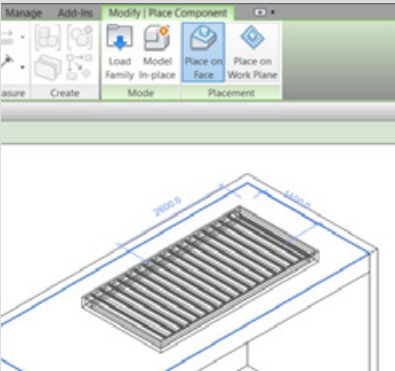 Manage Add-Ins Modify | Place Component
Load Family
Model In-place
Place on Face
Place on Work Plane
asure Create Mode Placement
2600.0
1400.0